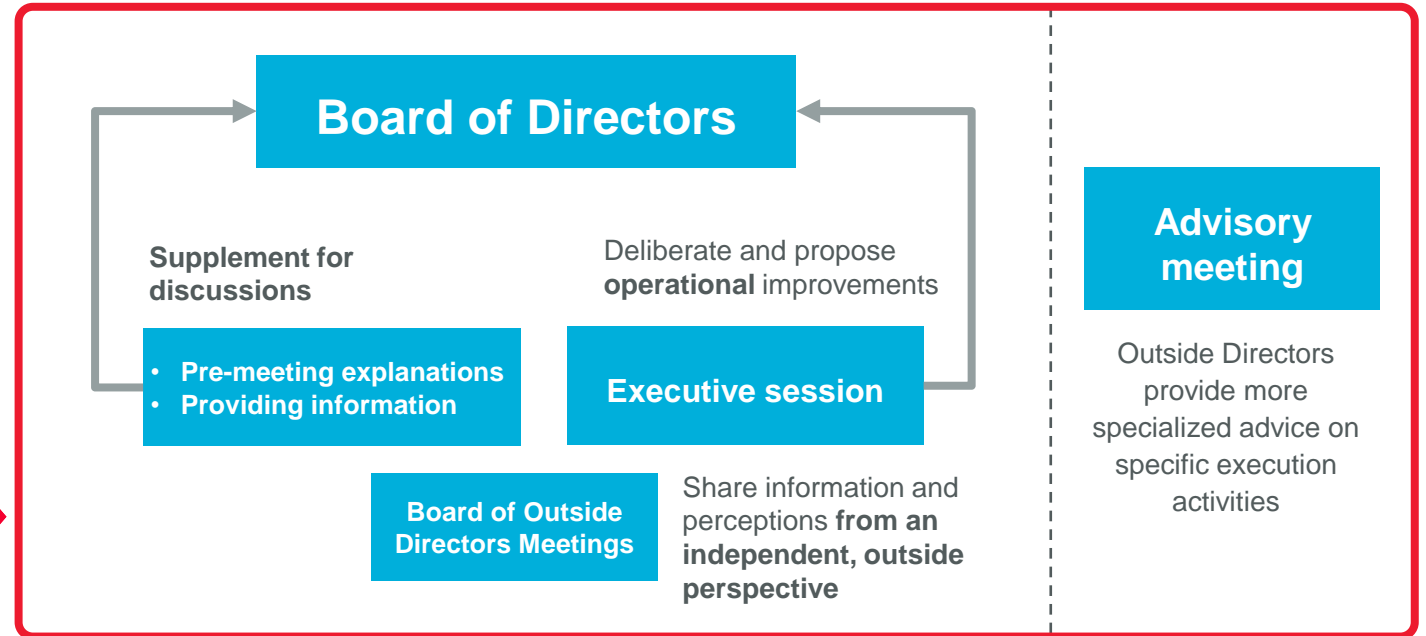 Board of Directors
Supplement for
discussions
• Pre-meeting explanations
• Providing information
Deliberate and propose
operational improvements
Executive session
Board of Outside
Directors Meetings
Share information and
perceptions from an
independent, outside
perspective
Advisory
meeting
Outside Directors
provide more
specialized advice on
specific execution
activities